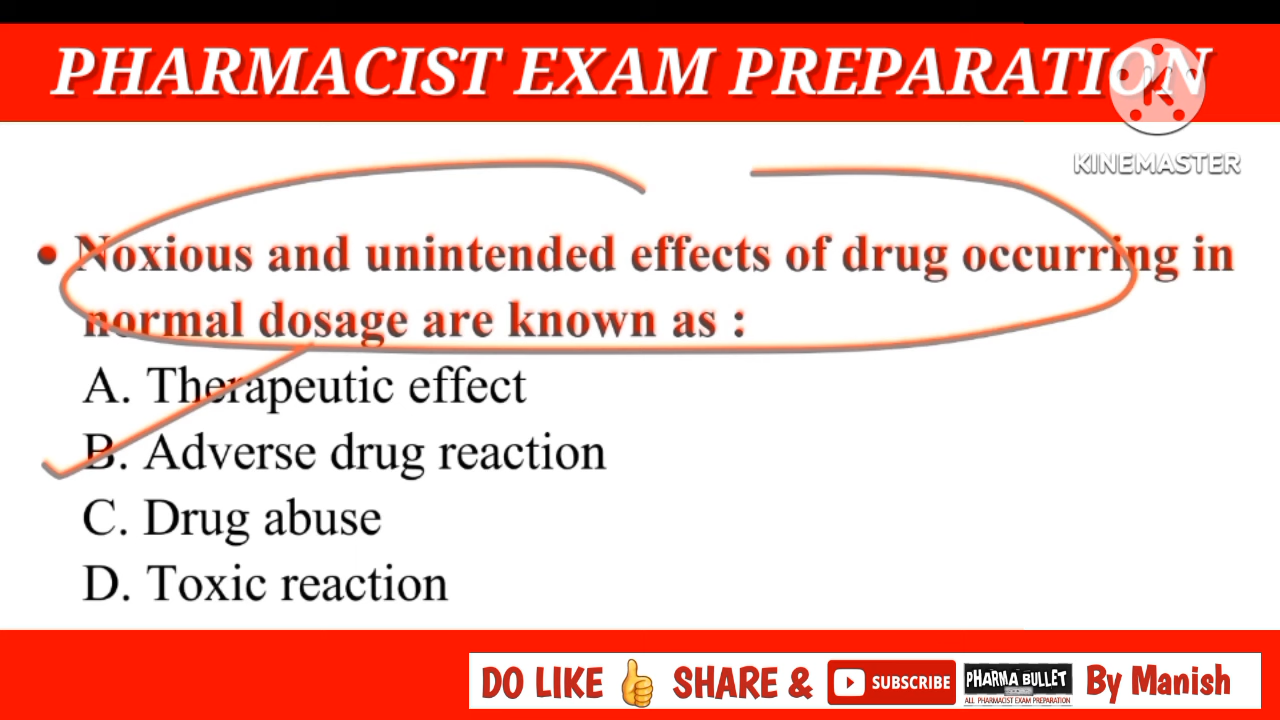 PHARMACIST EXAM PREPARATION
KINEMASTER
• Noxious and unintended effects of drug occurring in
normal dosage are known as :
A. Therapeutic effect
B. Adverse drug reaction
C. Drug abuse
D. Toxic reaction
DO LIKE 👍 SHARE & SUBSCRIBE PHARMA BULLET By Manish
ALL PHARMACIST EXAM PREPARATION